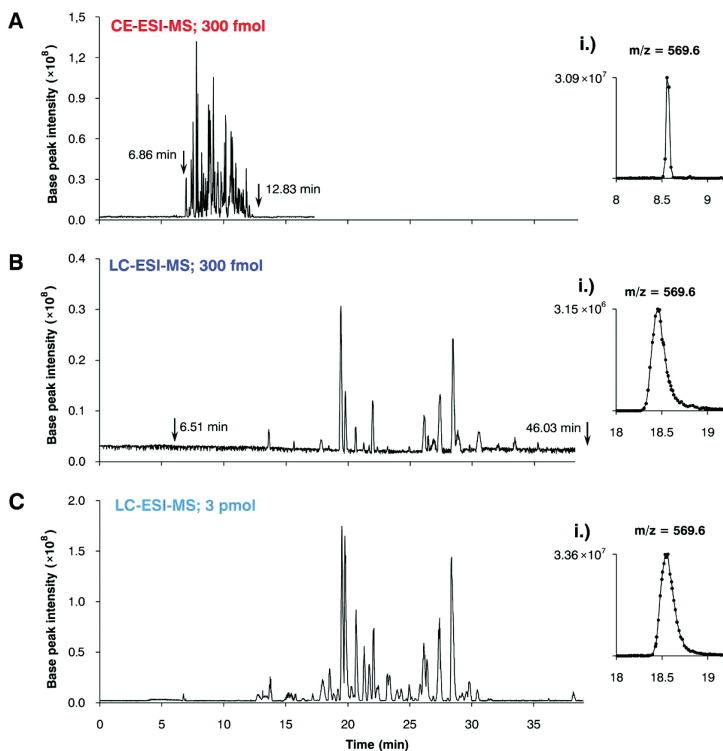 A
CE-ESI-MS; 300 fmol
Base peak intensity (×10⁸)
1,5
1.2
0.9
0.6
0.3
0.0
6.86 min
12.83 min
i.)
m/z = 569.6
3.09×10⁷
8
8.5
9
B
LC-ESI-MS; 300 fmol
Base peak intensity (×10⁸)
0.4
0.3
0.2
0.1
0.0
6.51 min
46.03 min
i.)
m/z = 569.6
3.15×10⁶
18
18.5
19
C
LC-ESI-MS; 3 pmol
Base peak intensity (×10⁸)
2.0
1.5
1.0
0.5
0.0
0
5
10
15
20
25
30
35
Time (min)
i.)
m/z = 569.6
3.36×10⁷
18
18.5
19